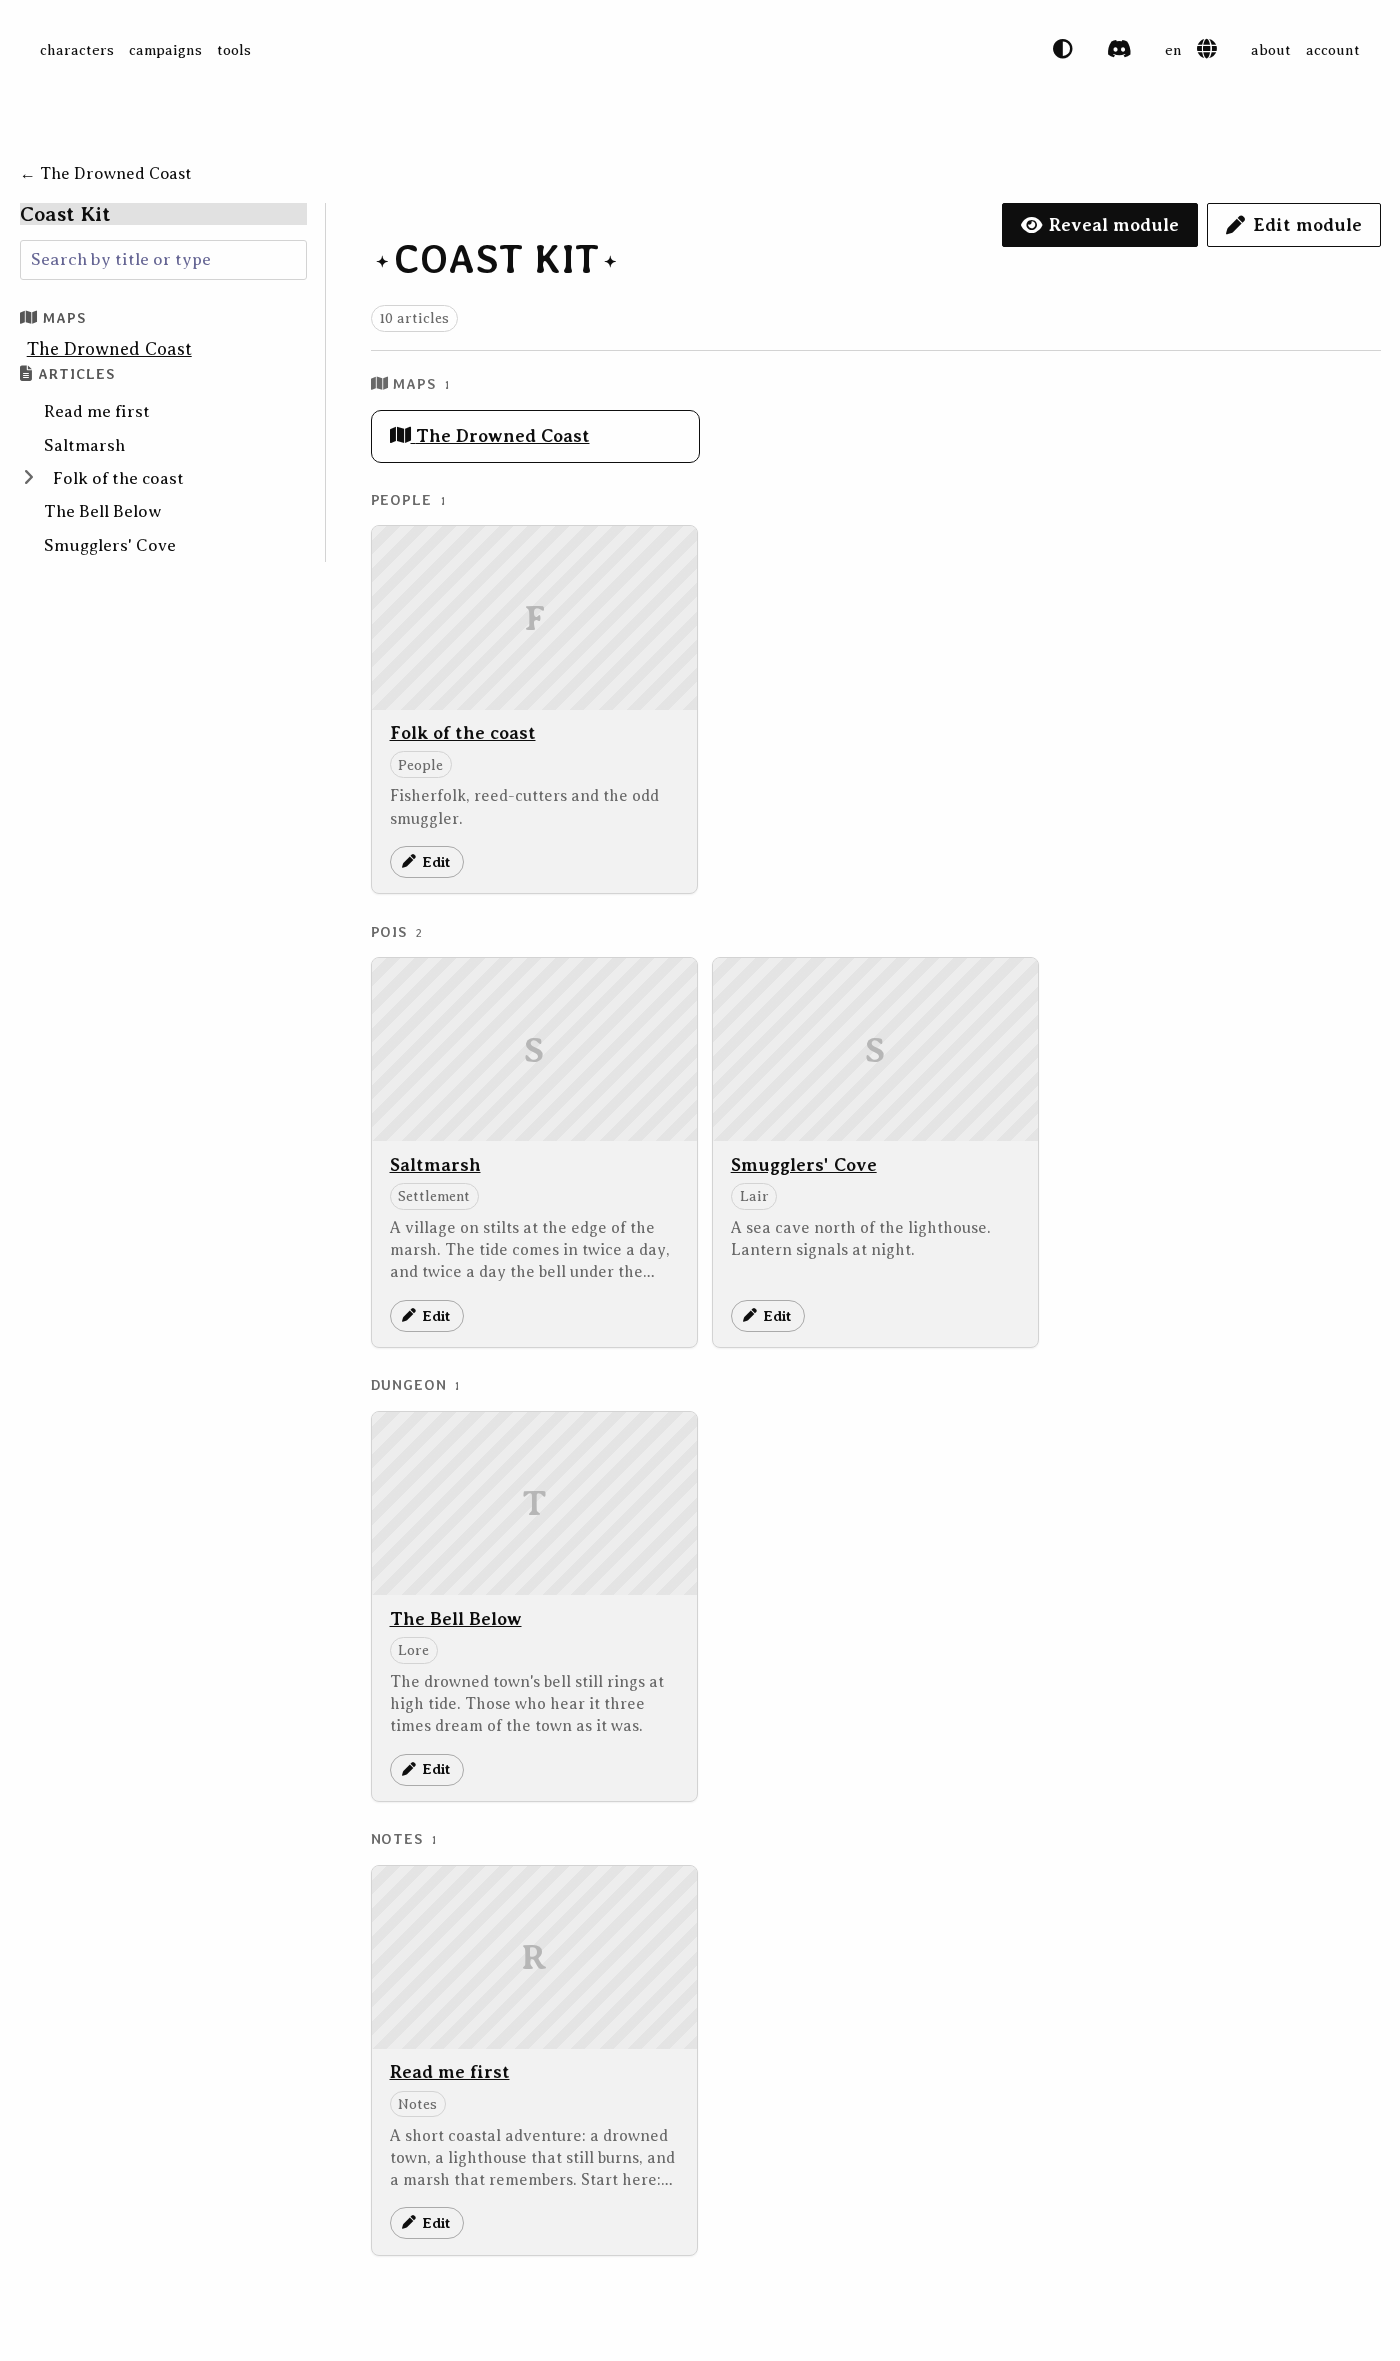 characters campaigns tools en about account
← The Drowned Coast
Coast Kit
Search by title or type
MAPS
The Drowned Coast
ARTICLES
Read me first
Saltmarsh
Folk of the coast
The Bell Below
Smugglers' Cove
Reveal module Edit module
COAST KIT
10 articles
MAPS 1
The Drowned Coast
PEOPLE 1
F
Folk of the coast
People
Fisherfolk, reed-cutters and the odd
smuggler.
Edit
POIS 2
S
Saltmarsh
Settlement
A village on stilts at the edge of the
marsh. The tide comes in twice a day,
and twice a day the bell under the...
Edit
S
Smugglers' Cove
Lair
A sea cave north of the lighthouse.
Lantern signals at night.
Edit
DUNGEON 1
T
The Bell Below
Lore
The drowned town's bell still rings at
high tide. Those who hear it three
times dream of the town as it was.
Edit
NOTES 1
R
Read me first
Notes
A short coastal adventure: a drowned
town, a lighthouse that still burns, and
a marsh that remembers. Start here:...
Edit